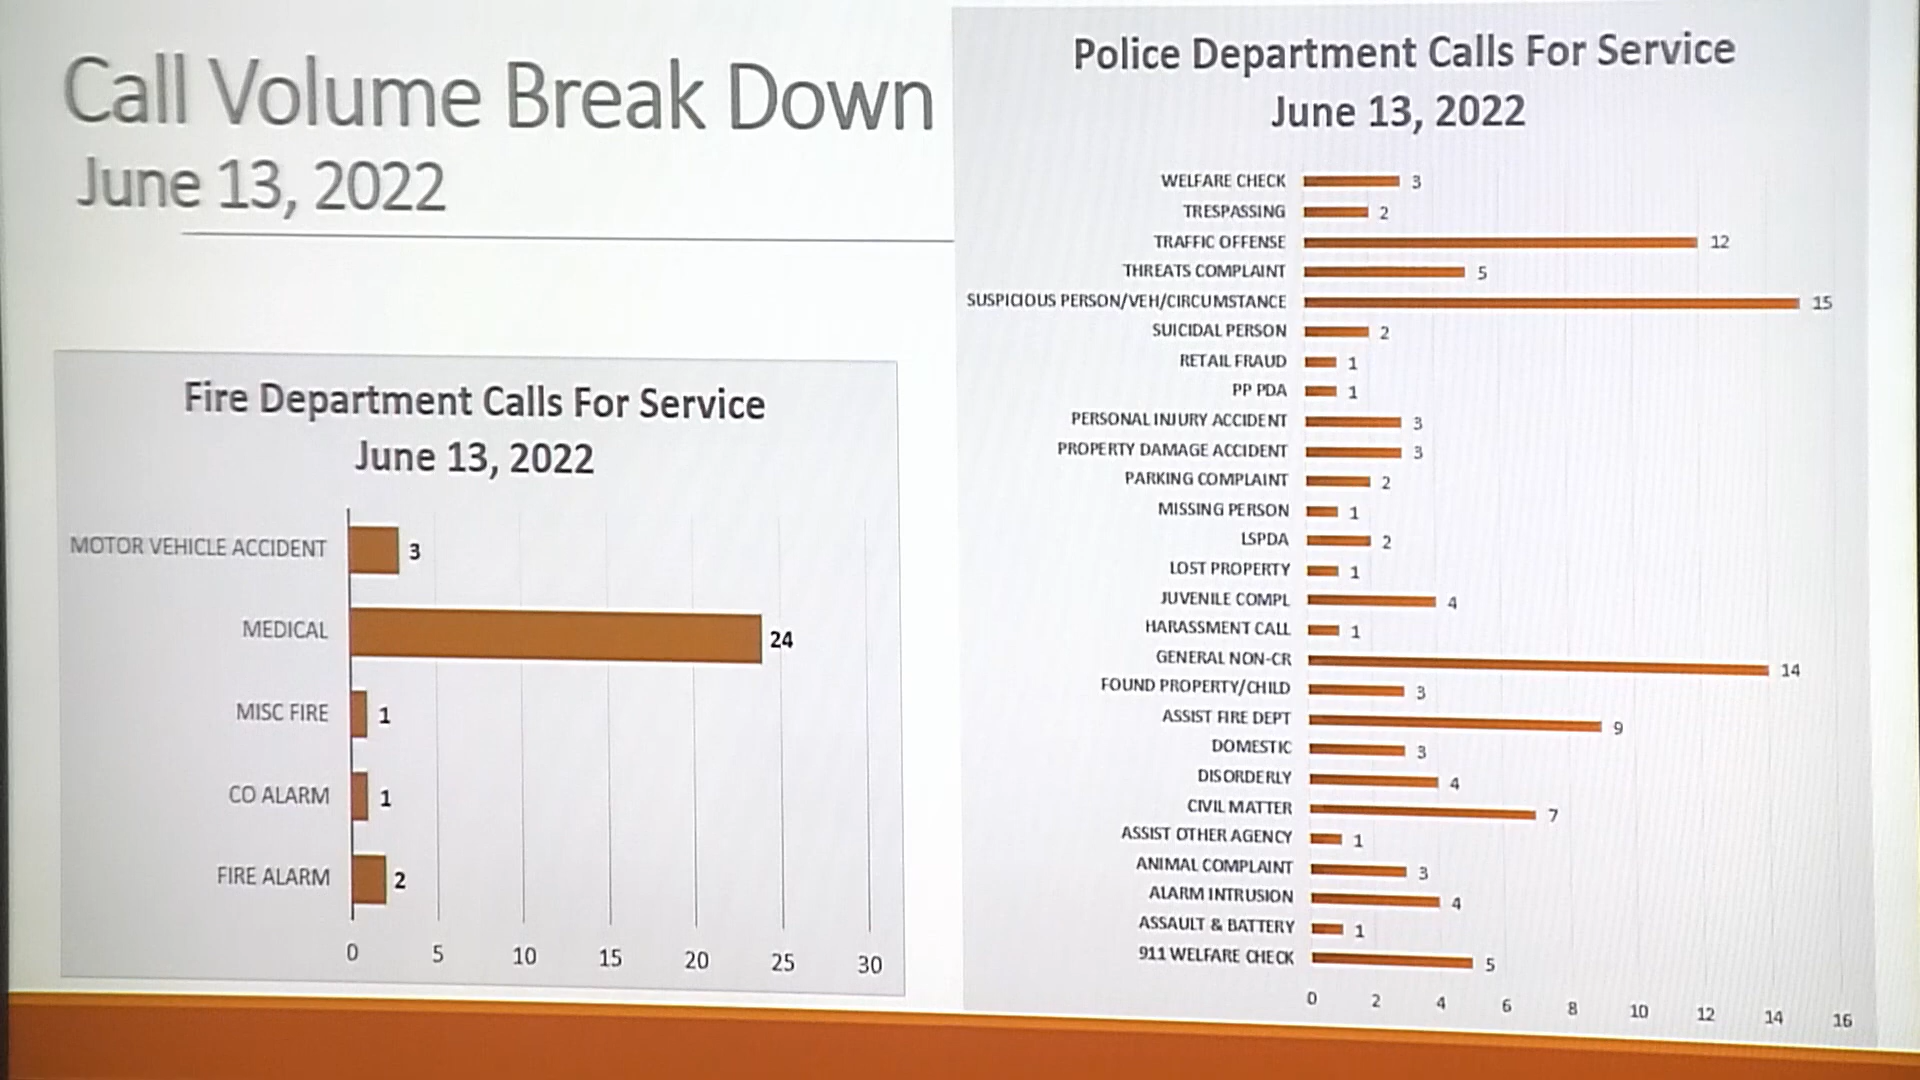 Call Volume Break Down
June 13, 2022
Fire Department Calls For Service
June 13, 2022
MOTOR VEHICLE ACCIDENT 3
MEDICAL 24
MISC FIRE 1
CO ALARM 1
FIRE ALARM 2
0 5 10 15 20 25 30
Police Department Calls For Service
June 13, 2022
WELFARE CHECK 3
TRESPASSING 2
TRAFFIC OFFENSE 12
THREATS COMPLAINT 5
SUSPICIOUS PERSON/VEH/CIRCUMSTANCE 15
SUICIDAL PERSON 2
RETAIL FRAUD 1
PP PDA 1
PERSONAL INJURY ACCIDENT 3
PROPERTY DAMAGE ACCIDENT 3
PARKING COMPLAINT 2
MISSING PERSON 1
LSPDA 2
LOST PROPERTY 1
JUVENILE COMPL 4
HARASSMENT CALL 1
GENERAL NON-CR 14
FOUND PROPERTY/CHILD 3
ASSIST FIRE DEPT 9
DOMESTIC 3
DISORDERLY 4
CIVIL MATTER 7
ASSIST OTHER AGENCY 1
ANIMAL COMPLAINT 3
ALARM INTRUSION 4
ASSAULT & BATTERY 1
911 WELFARE CHECK 5
0 2 4 6 8 10 12 14 16